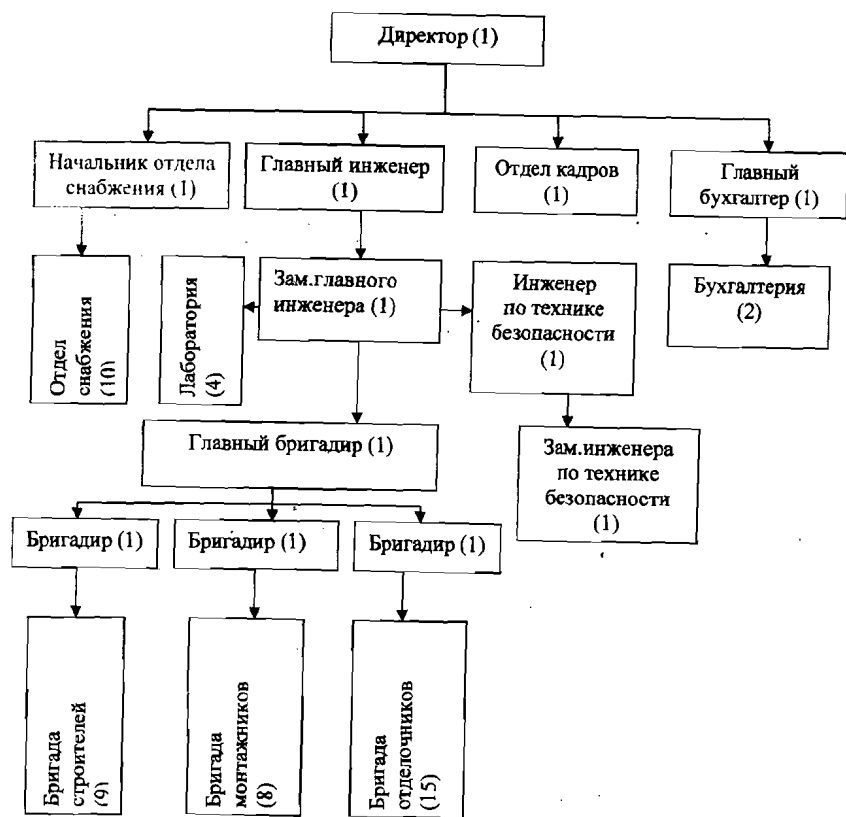 Директор (1)
Начальник отдела
снабжения (1)
Главный инженер
(1)
Отдел кадров
(1)
Главный
бухгалтер (1)
Отдел
снабжения
(10)
Лаборатория
(4)
Зам.главного
инженера (1)
Инженер
по технике
безопасности
(1)
Бухгалтерия
(2)
Главный бригадир (1)
Зам.инженера
по технике
безопасности
(1)
Бригадир (1)
Бригадир (1)
Бригадир (1)
Бригада
строителей
(9)
Бригада
монтажников
(8)
Бригада
отделочников
(15)